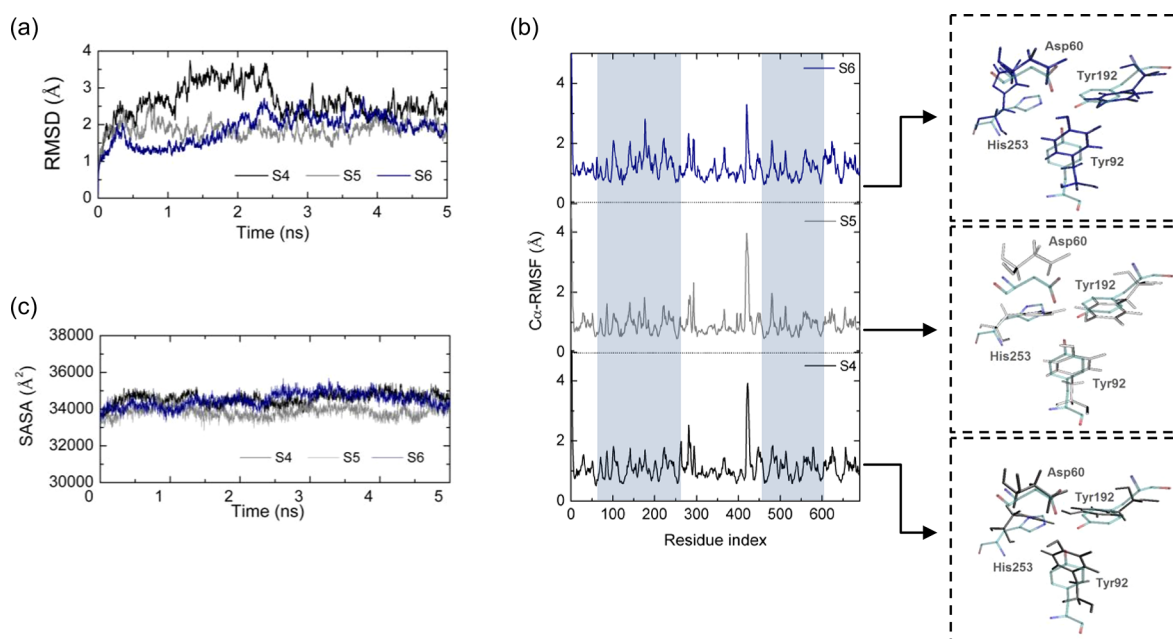 (a)
RMSD (Å)
4
3
2
1
0
S4 S5 S6
0 1 2 3 4 5
Time (ns)
(b)
Cα-RMSF (Å)
S6
4
2
0
S5
4
2
0
S4
4
2
0
0 100 200 300 400 500 600
Residue index
Asp60
Tyr192
His253
Tyr92
Asp60
Tyr192
His253
Tyr92
Asp60
Tyr192
His253
Tyr92
(c)
SASA (Å²)
38000
36000
34000
32000
30000
S4 S5 S6
0 1 2 3 4 5
Time (ns)